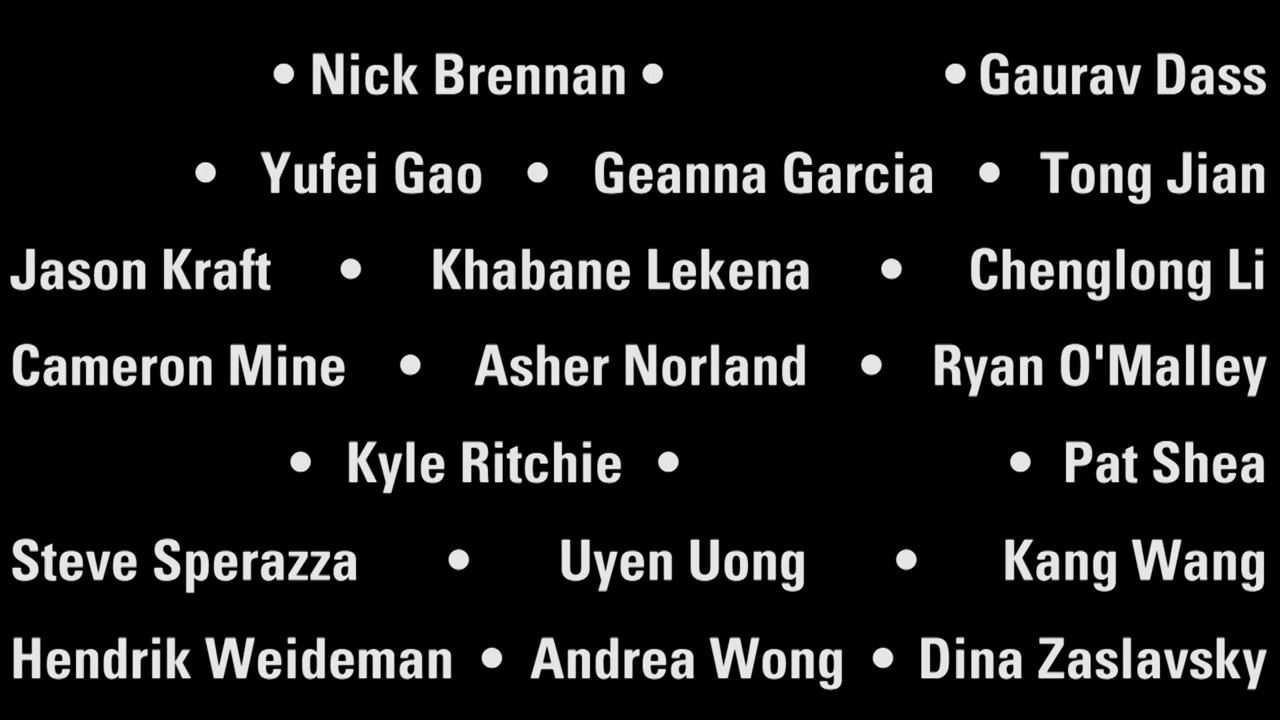 • Nick Brennan • • Gaurav Dass
• Yufei Gao • Geanna Garcia • Tong Jian
Jason Kraft • Khabane Lekena • Chenglong Li
Cameron Mine • Asher Norland • Ryan O'Malley
• Kyle Ritchie • • Pat Shea
Steve Sperazza • Uyen Uong • Kang Wang
Hendrik Weideman • Andrea Wong • Dina Zaslavsky